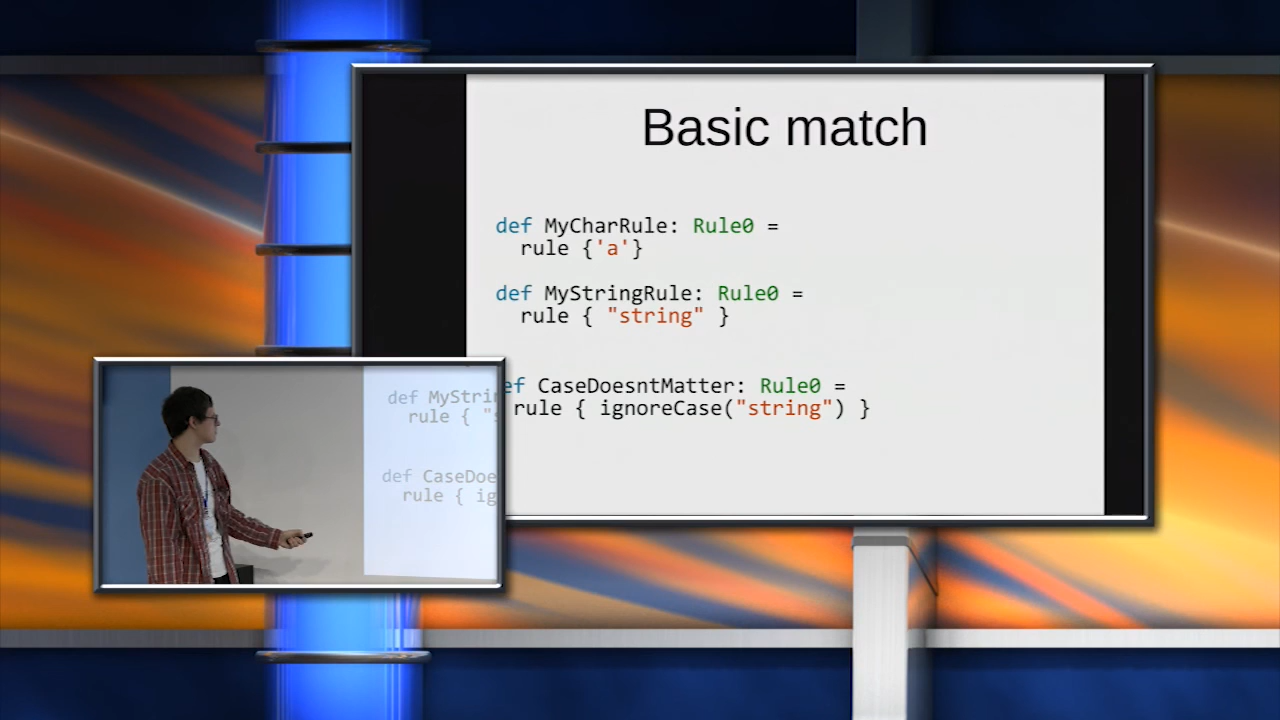 Basic match
def MyCharRule: Rule0 =
rule {'a'}
def MyStringRule: Rule0 =
rule { "string" }
ef CaseDoesntMatter: Rule0 =
rule { ignoreCase("string") }
def MyStrin
rule { "s
def CaseDoe
rule { ig